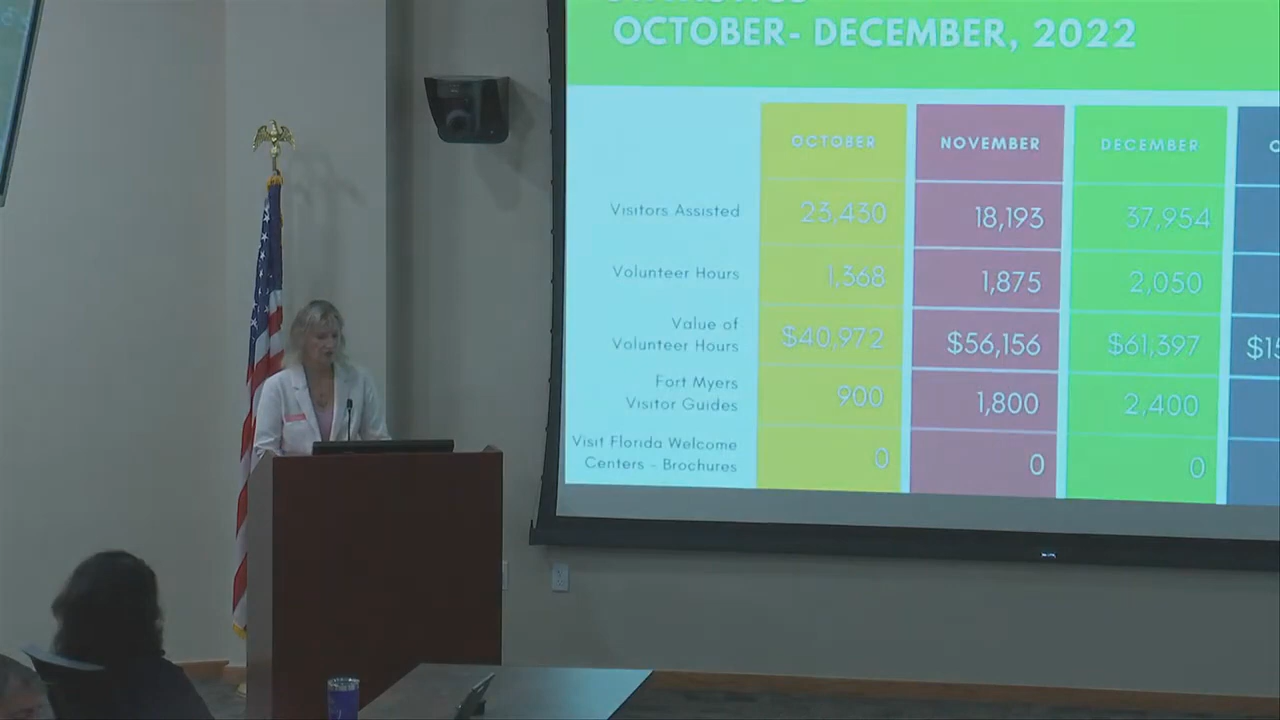 OCTOBER- DECEMBER, 2022
OCTOBER NOVEMBER DECEMBER
Visitors Assisted 23,430 18,193 37,954
Volunteer Hours 1,368 1,875 2,050
Value of
Volunteer Hours $40,972 $56,156 $61,397
Fort Myers
Visitor Guides 900 1,800 2,400
Visit Florida Welcome
Centers - Brochures 0 0 0